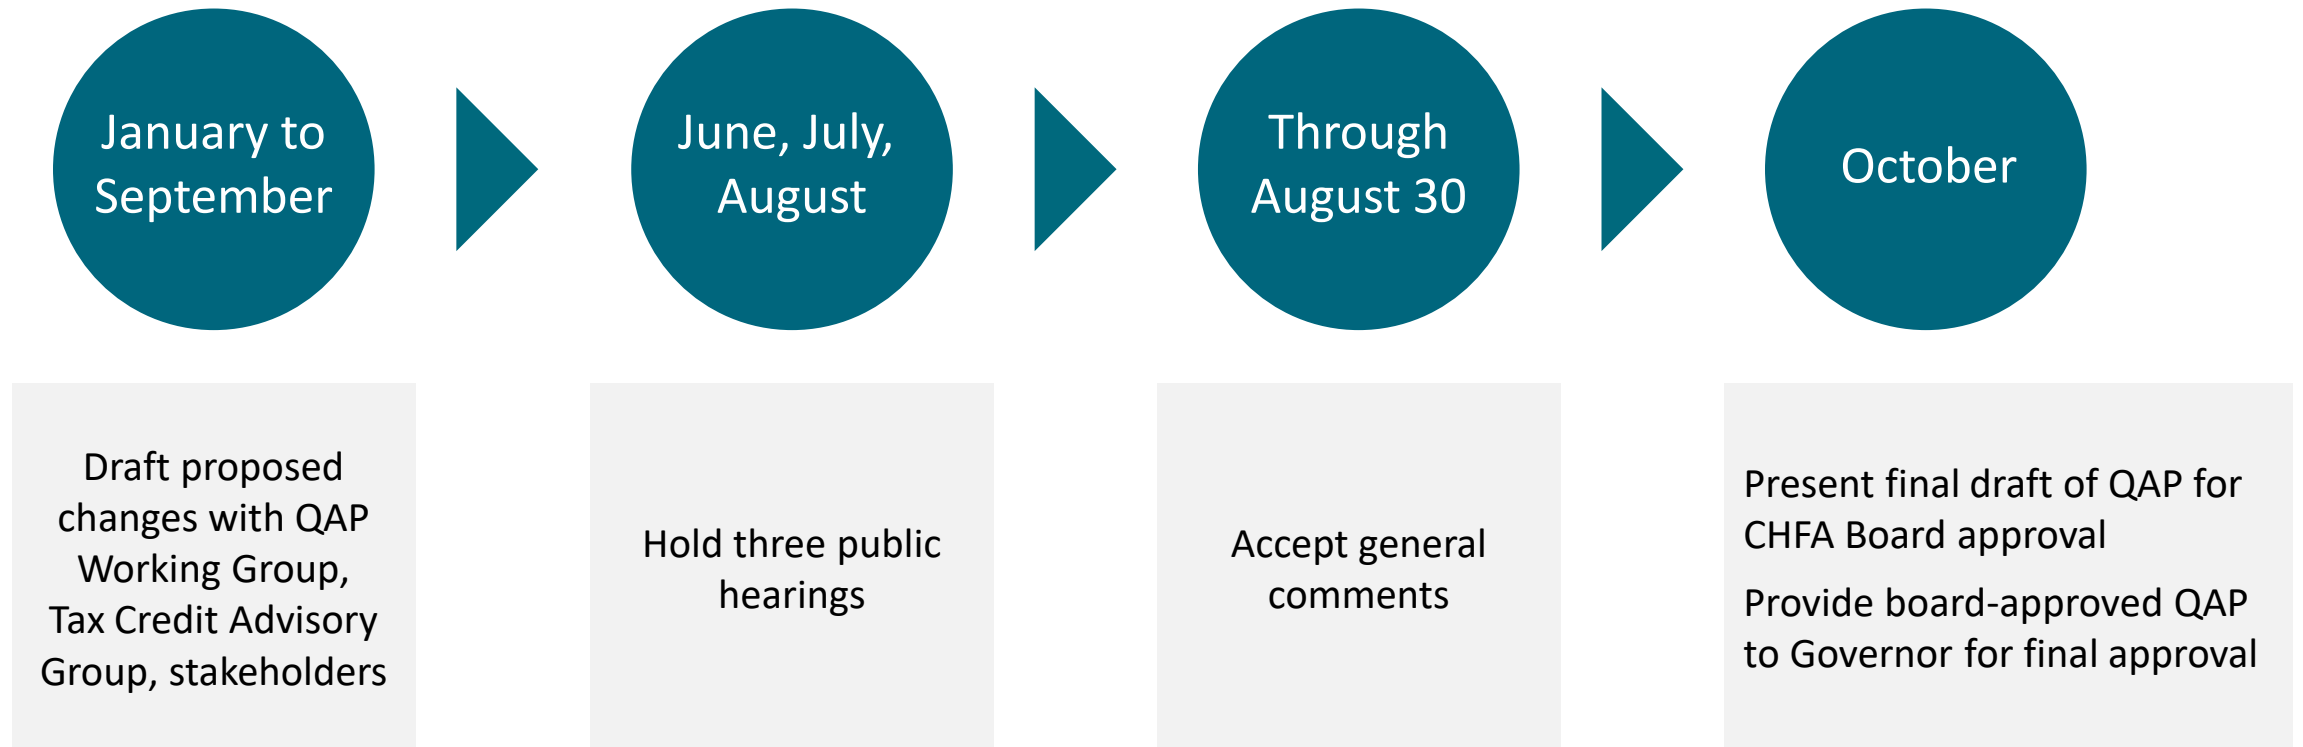 January to
September
June, July,
August
Through
August 30
October
Draft proposed
changes with QAP
Working Group,
Tax Credit Advisory
Group, stakeholders
Hold three public
hearings
Accept general
comments
Present final draft of QAP for
CHFA Board approval
Provide board-approved QAP
to Governor for final approval